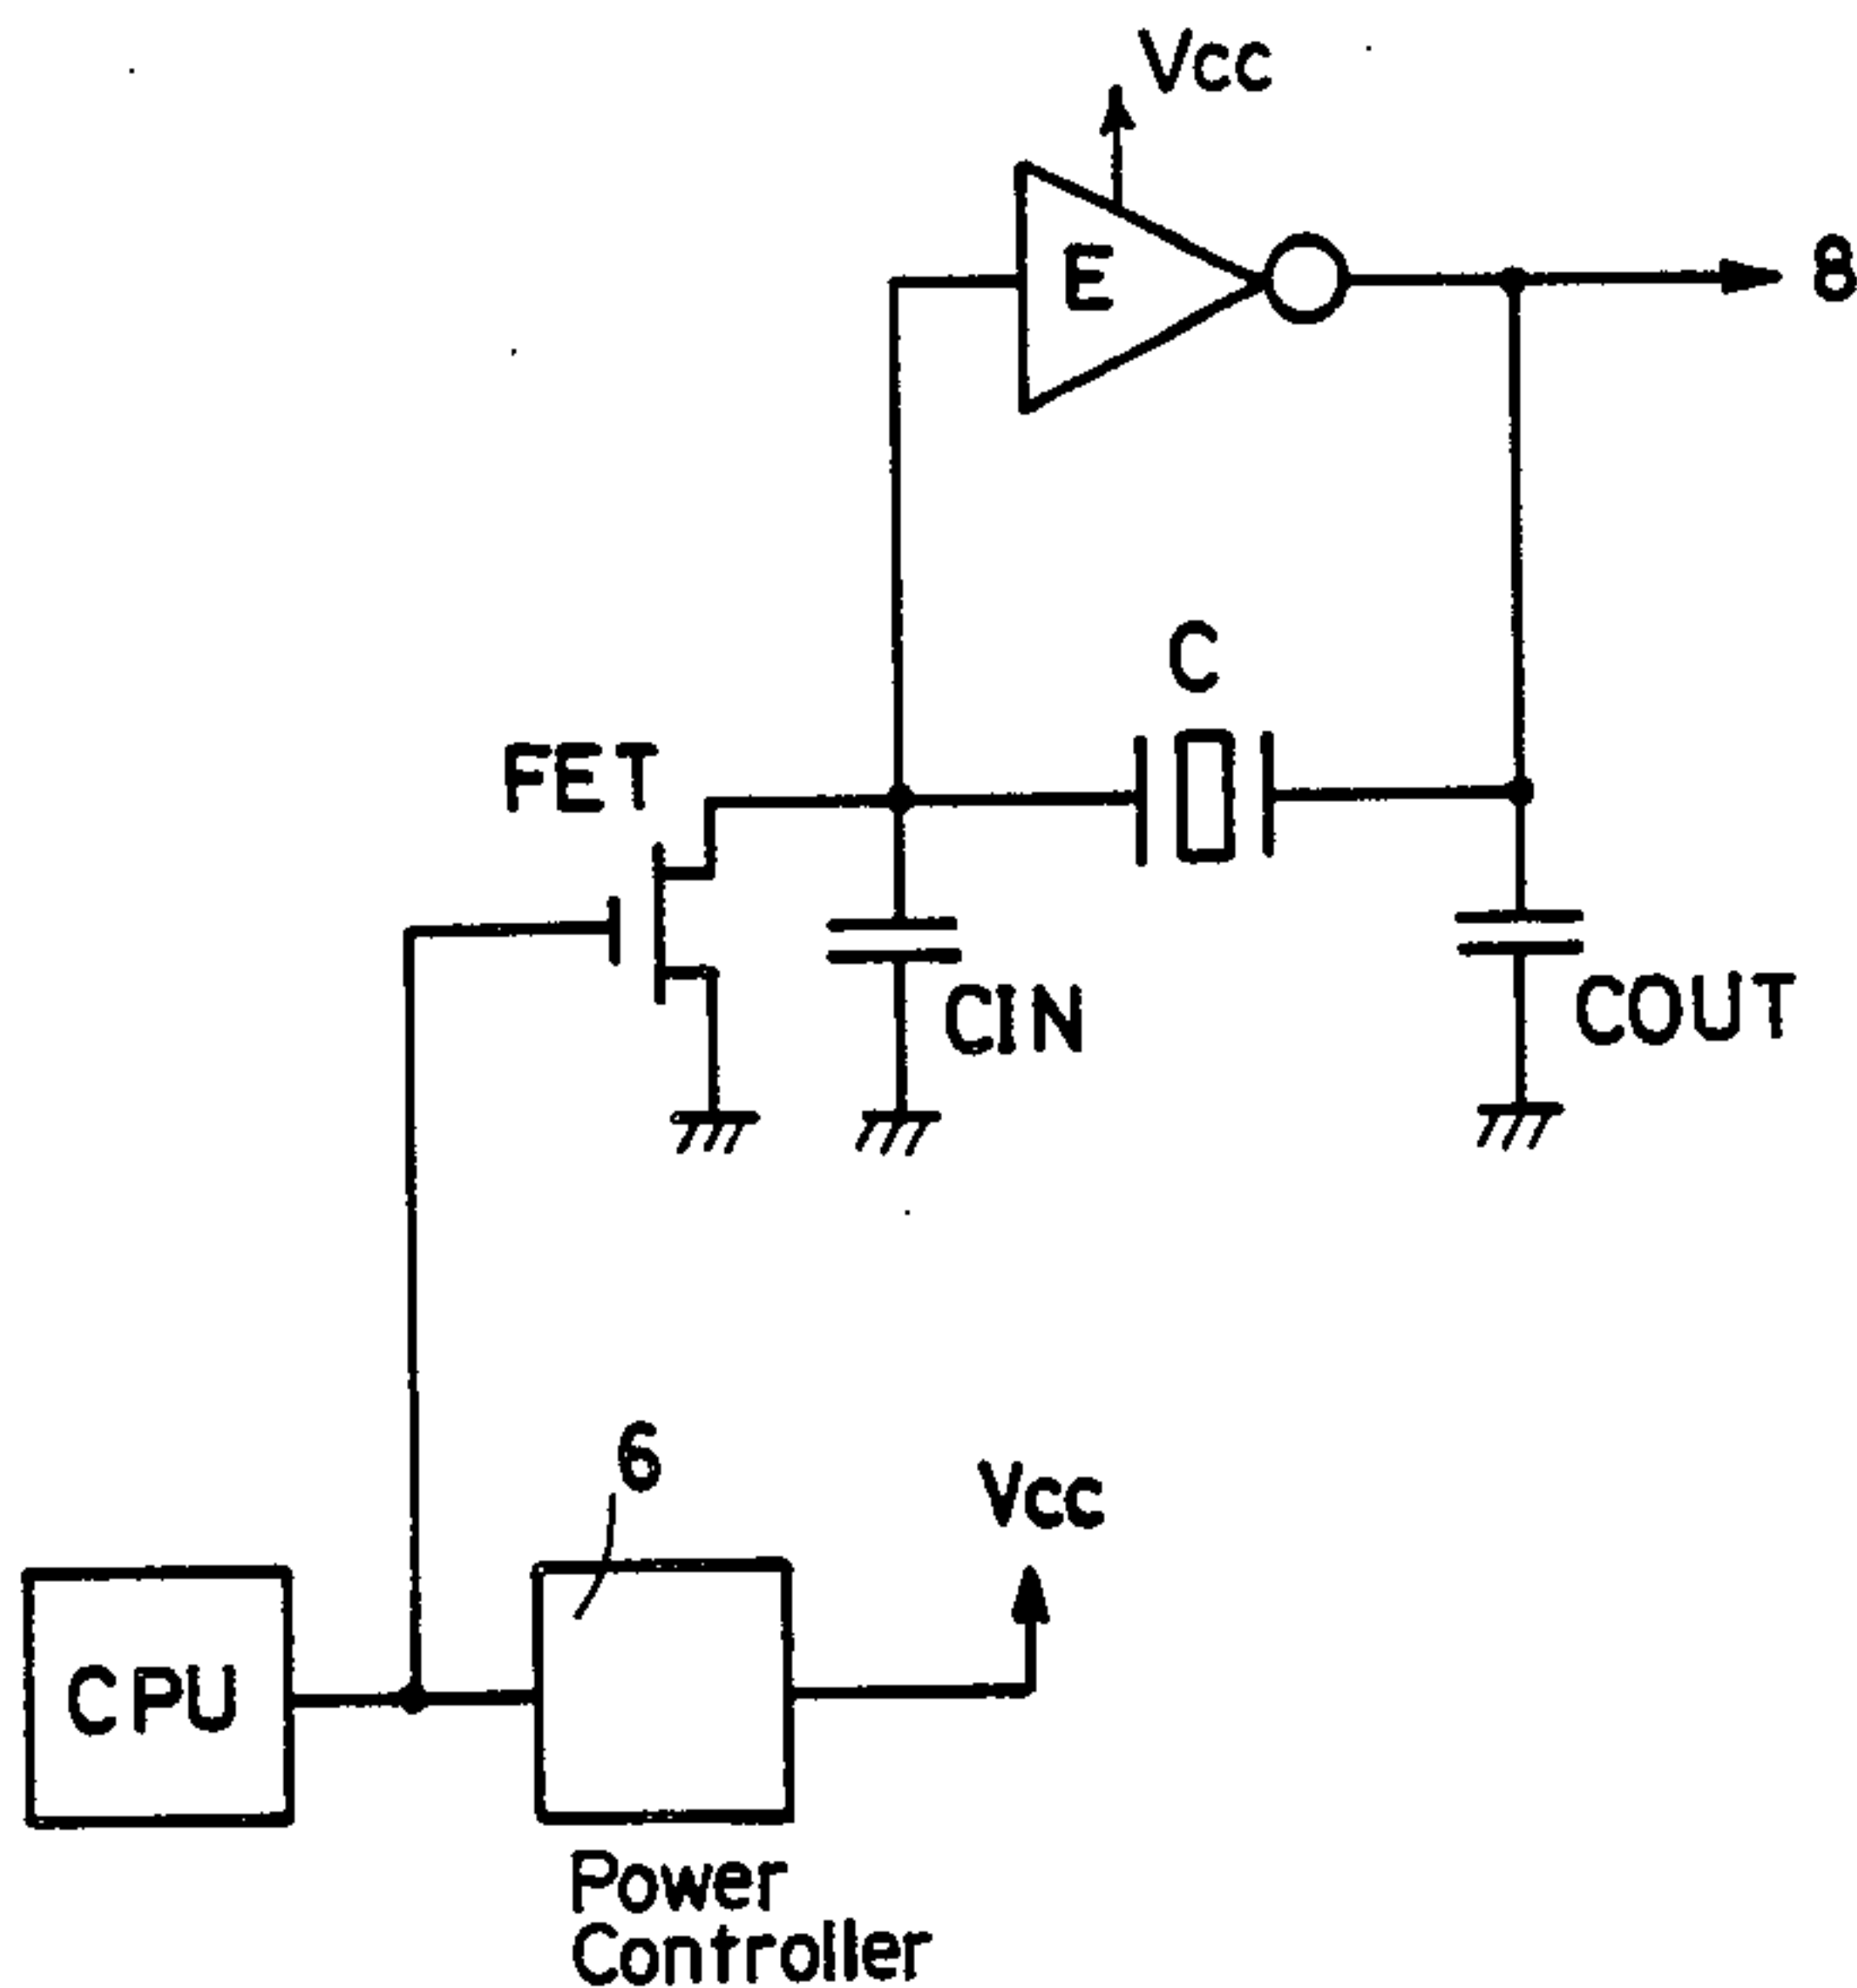 Vcc
E
8
C
FET
CIN
COUT
6
Vcc
CPU
Power
Controller